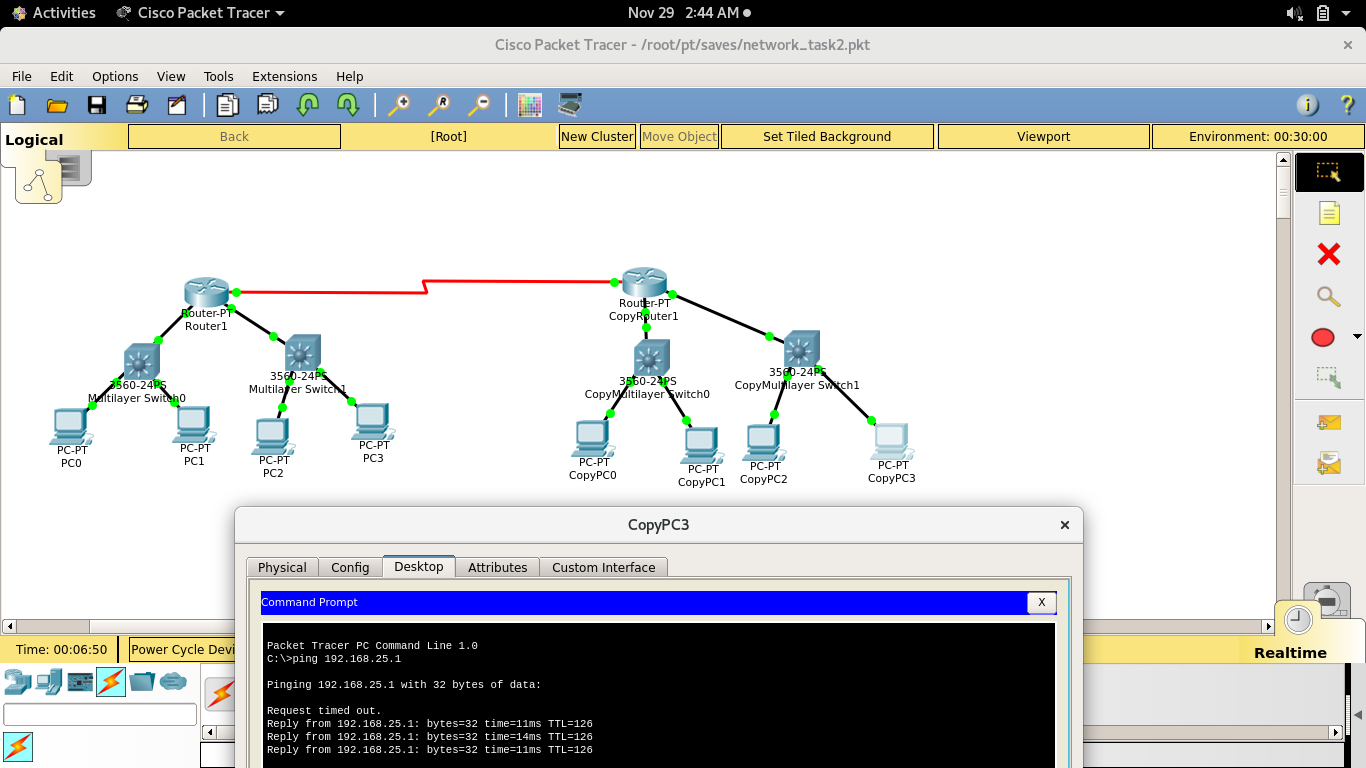 Activities
Cisco Packet Tracer
Nov 29 2:44 AM
Cisco Packet Tracer - /root/pt/saves/network_task2.pkt
File Edit Options View Tools Extensions Help
Logical
Back
[Root]
New Cluster
Move Object
Set Tiled Background
Viewport
Environment: 00:30:00
Router-PT
Router1
Router-PT
CopyRouter1
3560-24PS
Multilayer Switch0
3560-24PS
Multilayer Switch1
3560-24PS
CopyMultilayer Switch0
3560-24PS
CopyMultilayer Switch1
PC-PT
PC0
PC-PT
PC1
PC-PT
PC2
PC-PT
PC3
PC-PT
CopyPC0
PC-PT
CopyPC1
PC-PT
CopyPC2
PC-PT
CopyPC3
CopyPC3
Physical
Config
Desktop
Attributes
Custom Interface
Command Prompt
X
Packet Tracer PC Command Line 1.0
C:\>ping 192.168.25.1
Pinging 192.168.25.1 with 32 bytes of data:
Request timed out.
Reply from 192.168.25.1: bytes=32 time=11ms TTL=126
Reply from 192.168.25.1: bytes=32 time=14ms TTL=126
Reply from 192.168.25.1: bytes=32 time=11ms TTL=126
Time: 00:06:50
Power Cycle Devi
Realtime